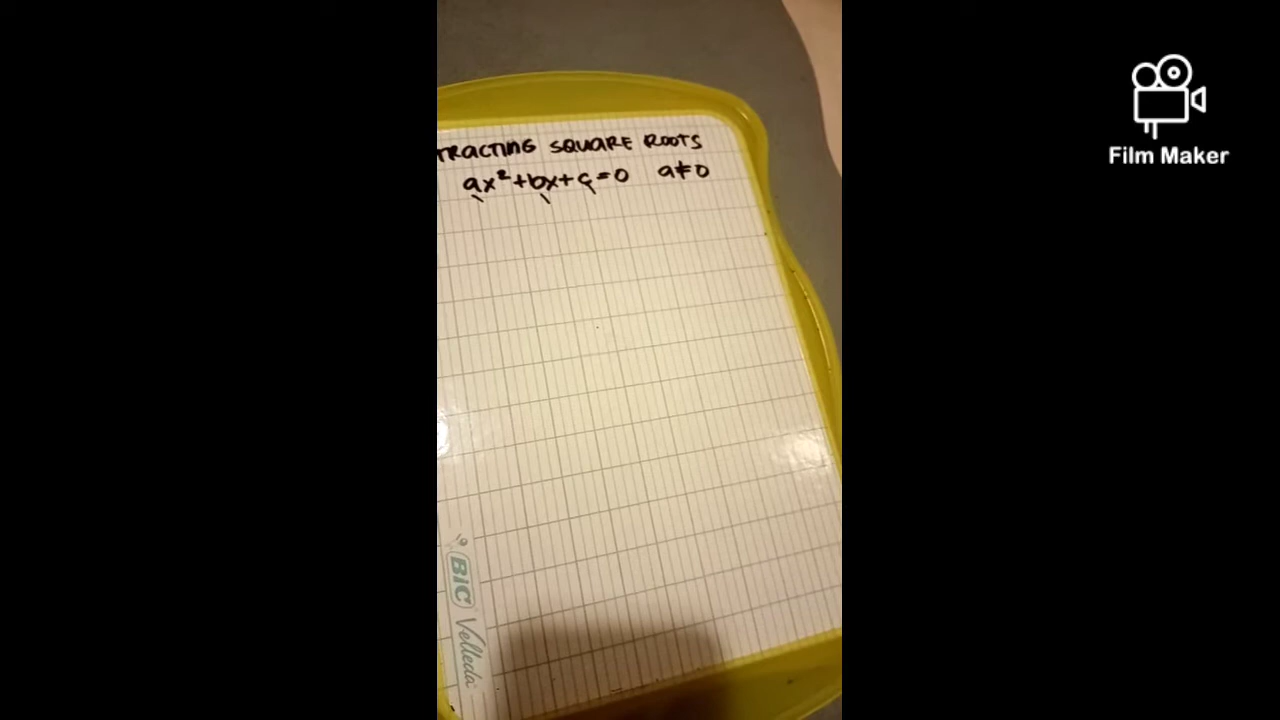 TRACTING SQUARE ROOTS
ax²+bx+c=0 a≠0
BIC
Velleda
Film Maker